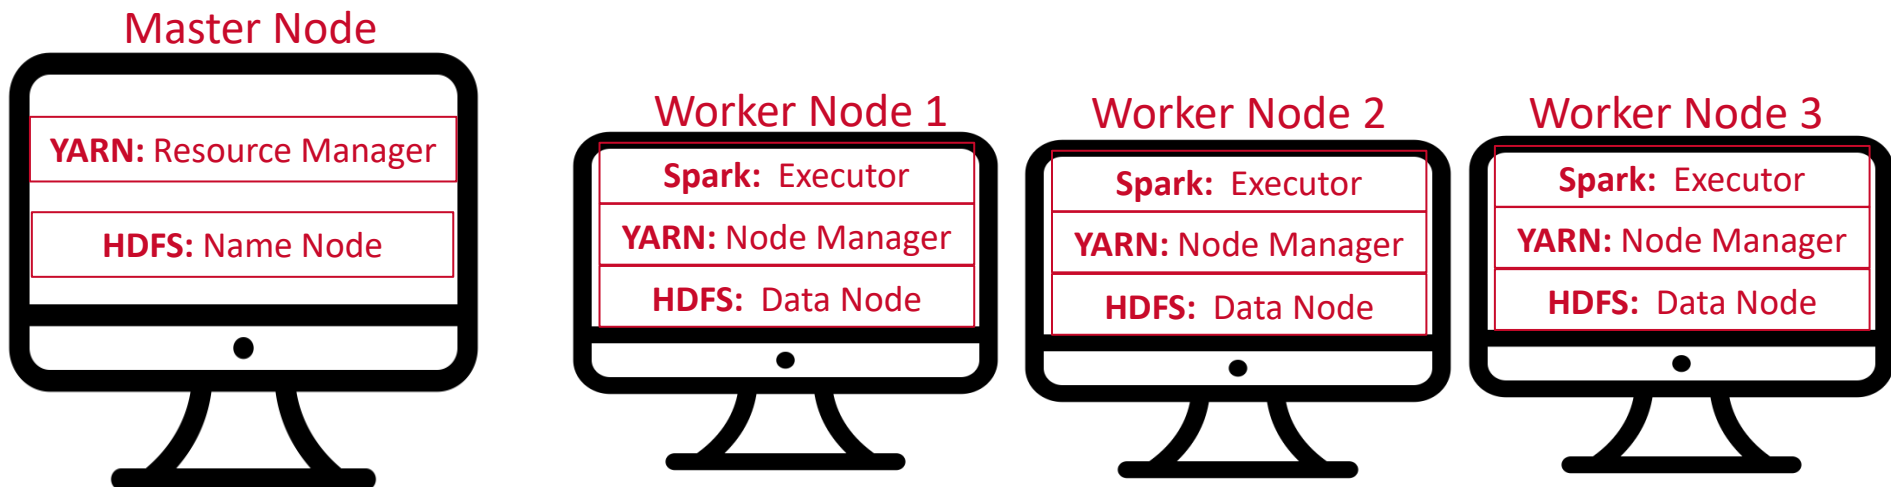 Master Node
YARN: Resource Manager
HDFS: Name Node
Worker Node 1
Spark: Executor
YARN: Node Manager
HDFS: Data Node
Worker Node 2
Spark: Executor
YARN: Node Manager
HDFS: Data Node
Worker Node 3
Spark: Executor
YARN: Node Manager
HDFS: Data Node